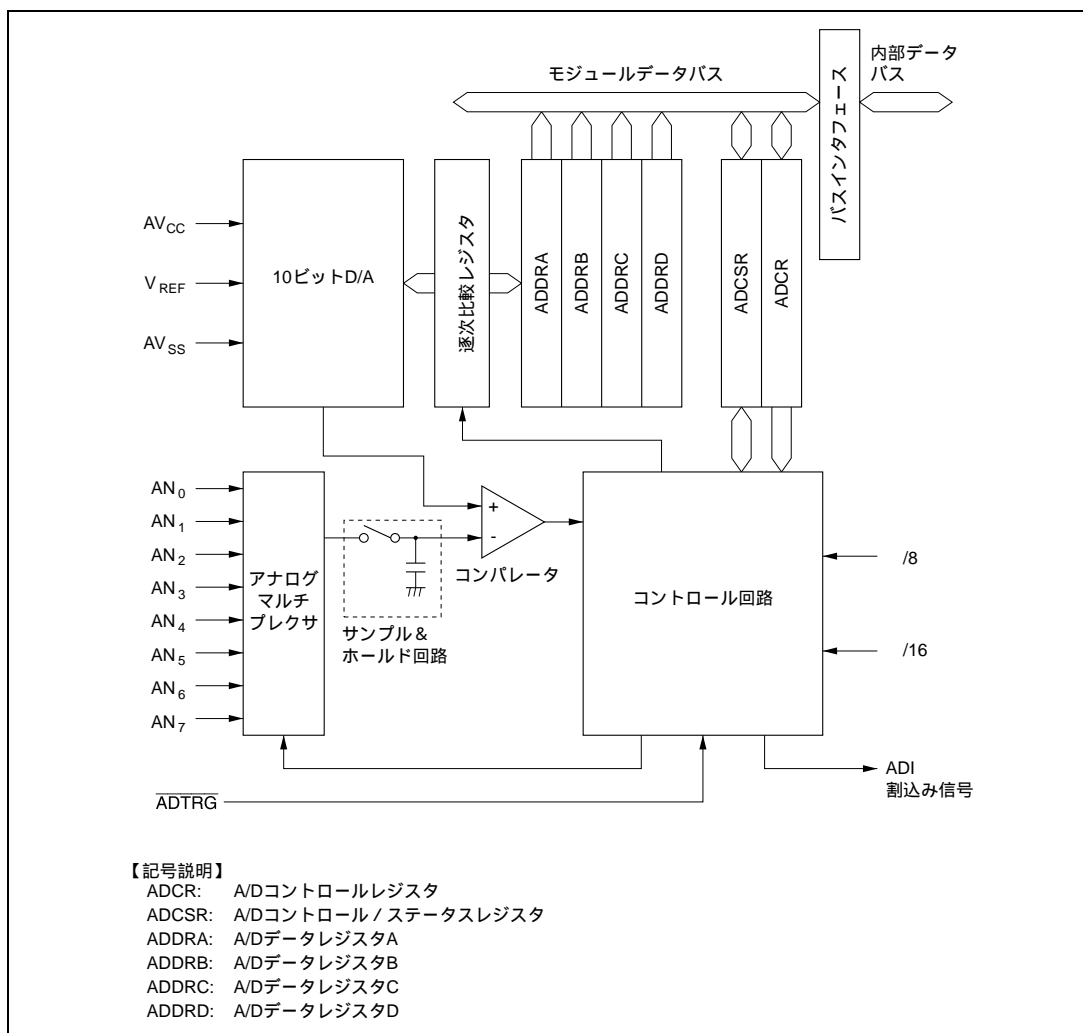 モジュールデータバス
内部データ
バス
バスインタフェース
AVCC
VREF
AVSS
10ビットD/A
逐次比較レジスタ
ADDRA
ADDRB
ADDRC
ADDRD
ADCSR
ADCR
AN0
AN1
AN2
AN3
AN4
AN5
AN6
AN7
アナログ
マルチ
プレクサ
サンプル&
ホールド回路
+
-
コンパレータ
コントロール回路
/8
/16
ADTRG
ADI
割込み信号
【記号説明】
ADCR: A/Dコントロールレジスタ
ADCSR: A/Dコントロール / ステータスレジスタ
ADDRA: A/DデータレジスタA
ADDRB: A/DデータレジスタB
ADDRC: A/DデータレジスタC
ADDRD: A/DデータレジスタD